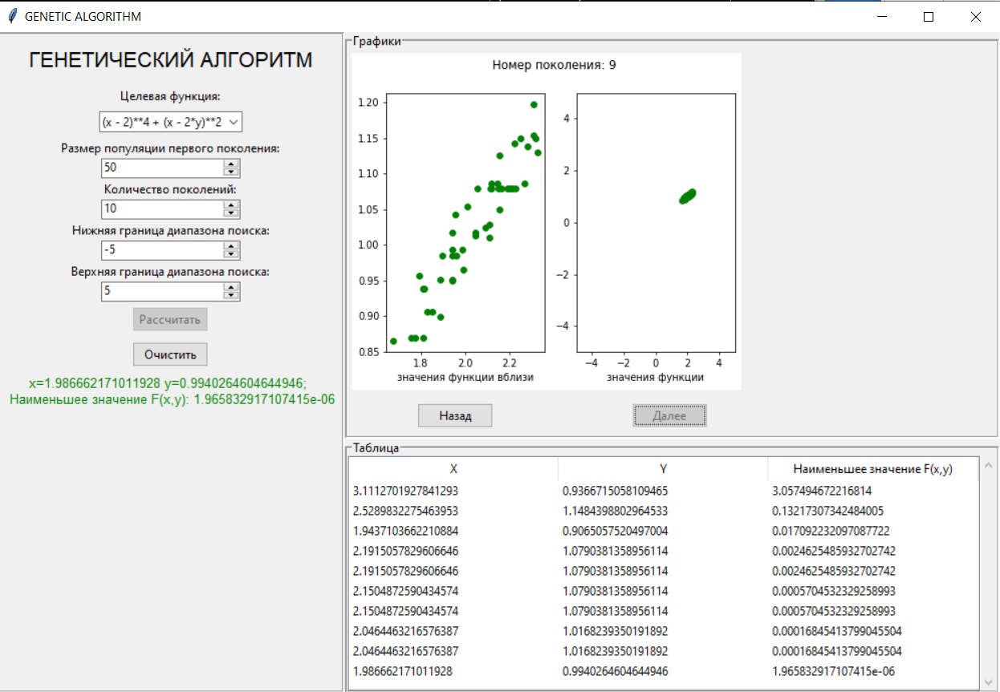 GENETIC ALGORITHM
ГЕНЕТИЧЕСКИЙ АЛГОРИТМ
Целевая функция:
(x - 2)**4 + (x - 2*y)**2
Размер популяции первого поколения:
50
Количество поколений:
10
Нижняя граница диапазона поиска:
-5
Верхняя граница диапазона поиска:
5
Рассчитать
Очистить
x=1.986662171011928 y=0.9940264604644946;
Наименьшее значение F(x,y): 1.965832917107415e-06
Графики
Номер поколения: 9
1.20
1.15
1.10
1.05
1.00
0.95
0.90
0.85
1.8 2.0 2.2
значения функции вблизи
4
2
0
−2
−4
−4 −2 0 2 4
значения функции
Назад
Далее
Таблица
X Y Наименьшее значение F(x,y)
3.1112701927841293 0.9366715058109465 3.057494672216814
2.5289832275463953 1.1484398802964533 0.13217307342484005
1.9437103662210884 0.9065057520497004 0.017092232097087722
2.1915057829606646 1.0790381358956114 0.0024625485932702742
2.1915057829606646 1.0790381358956114 0.0024625485932702742
2.1504872590434574 1.0790381358956114 0.0005704532329258993
2.1504872590434574 1.0790381358956114 0.0005704532329258993
2.0464463216576387 1.0168239350191892 0.00016845413799045504
2.0464463216576387 1.0168239350191892 0.00016845413799045504
1.986662171011928 0.9940264604644946 1.965832917107415e-06